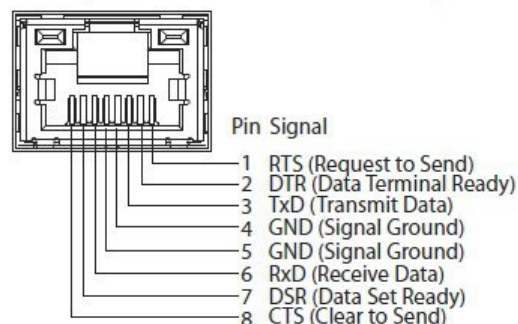 Pin Signal
1 RTS (Request to Send)
2 DTR (Data Terminal Ready)
3 TxD (Transmit Data)
4 GND (Signal Ground)
5 GND (Signal Ground)
6 RxD (Receive Data)
7 DSR (Data Set Ready)
8 CTS (Clear to Send)